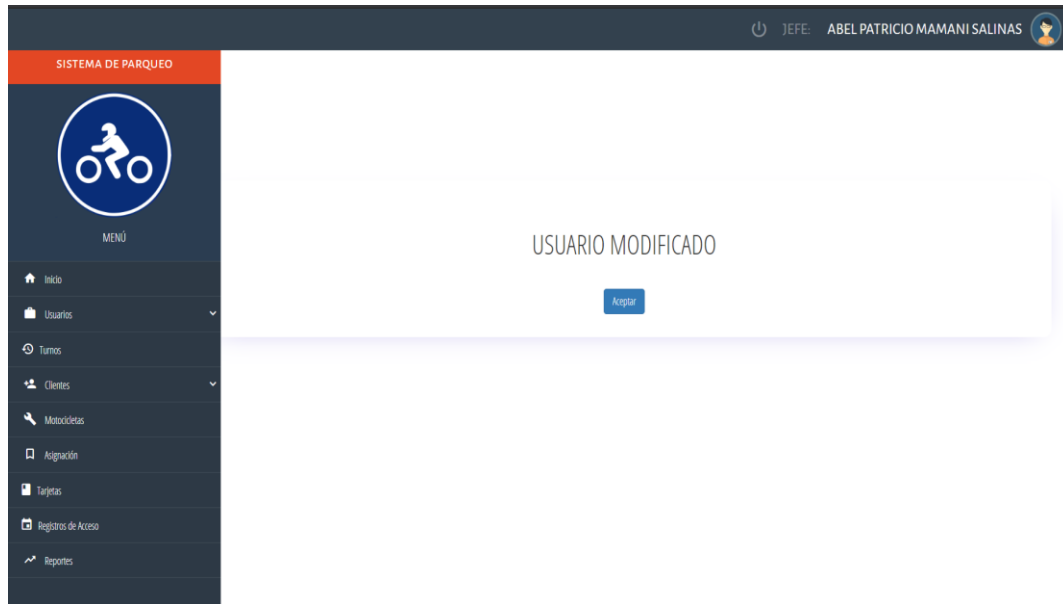 JEFE: ABEL PATRICIO MAMANI SALINAS
SISTEMA DE PARQUEO
MENÚ
Inicio
Usuarios
Turnos
Clientes
Motocicletas
Asignación
Tarjetas
Registros de Acceso
Reportes
USUARIO MODIFICADO
Aceptar